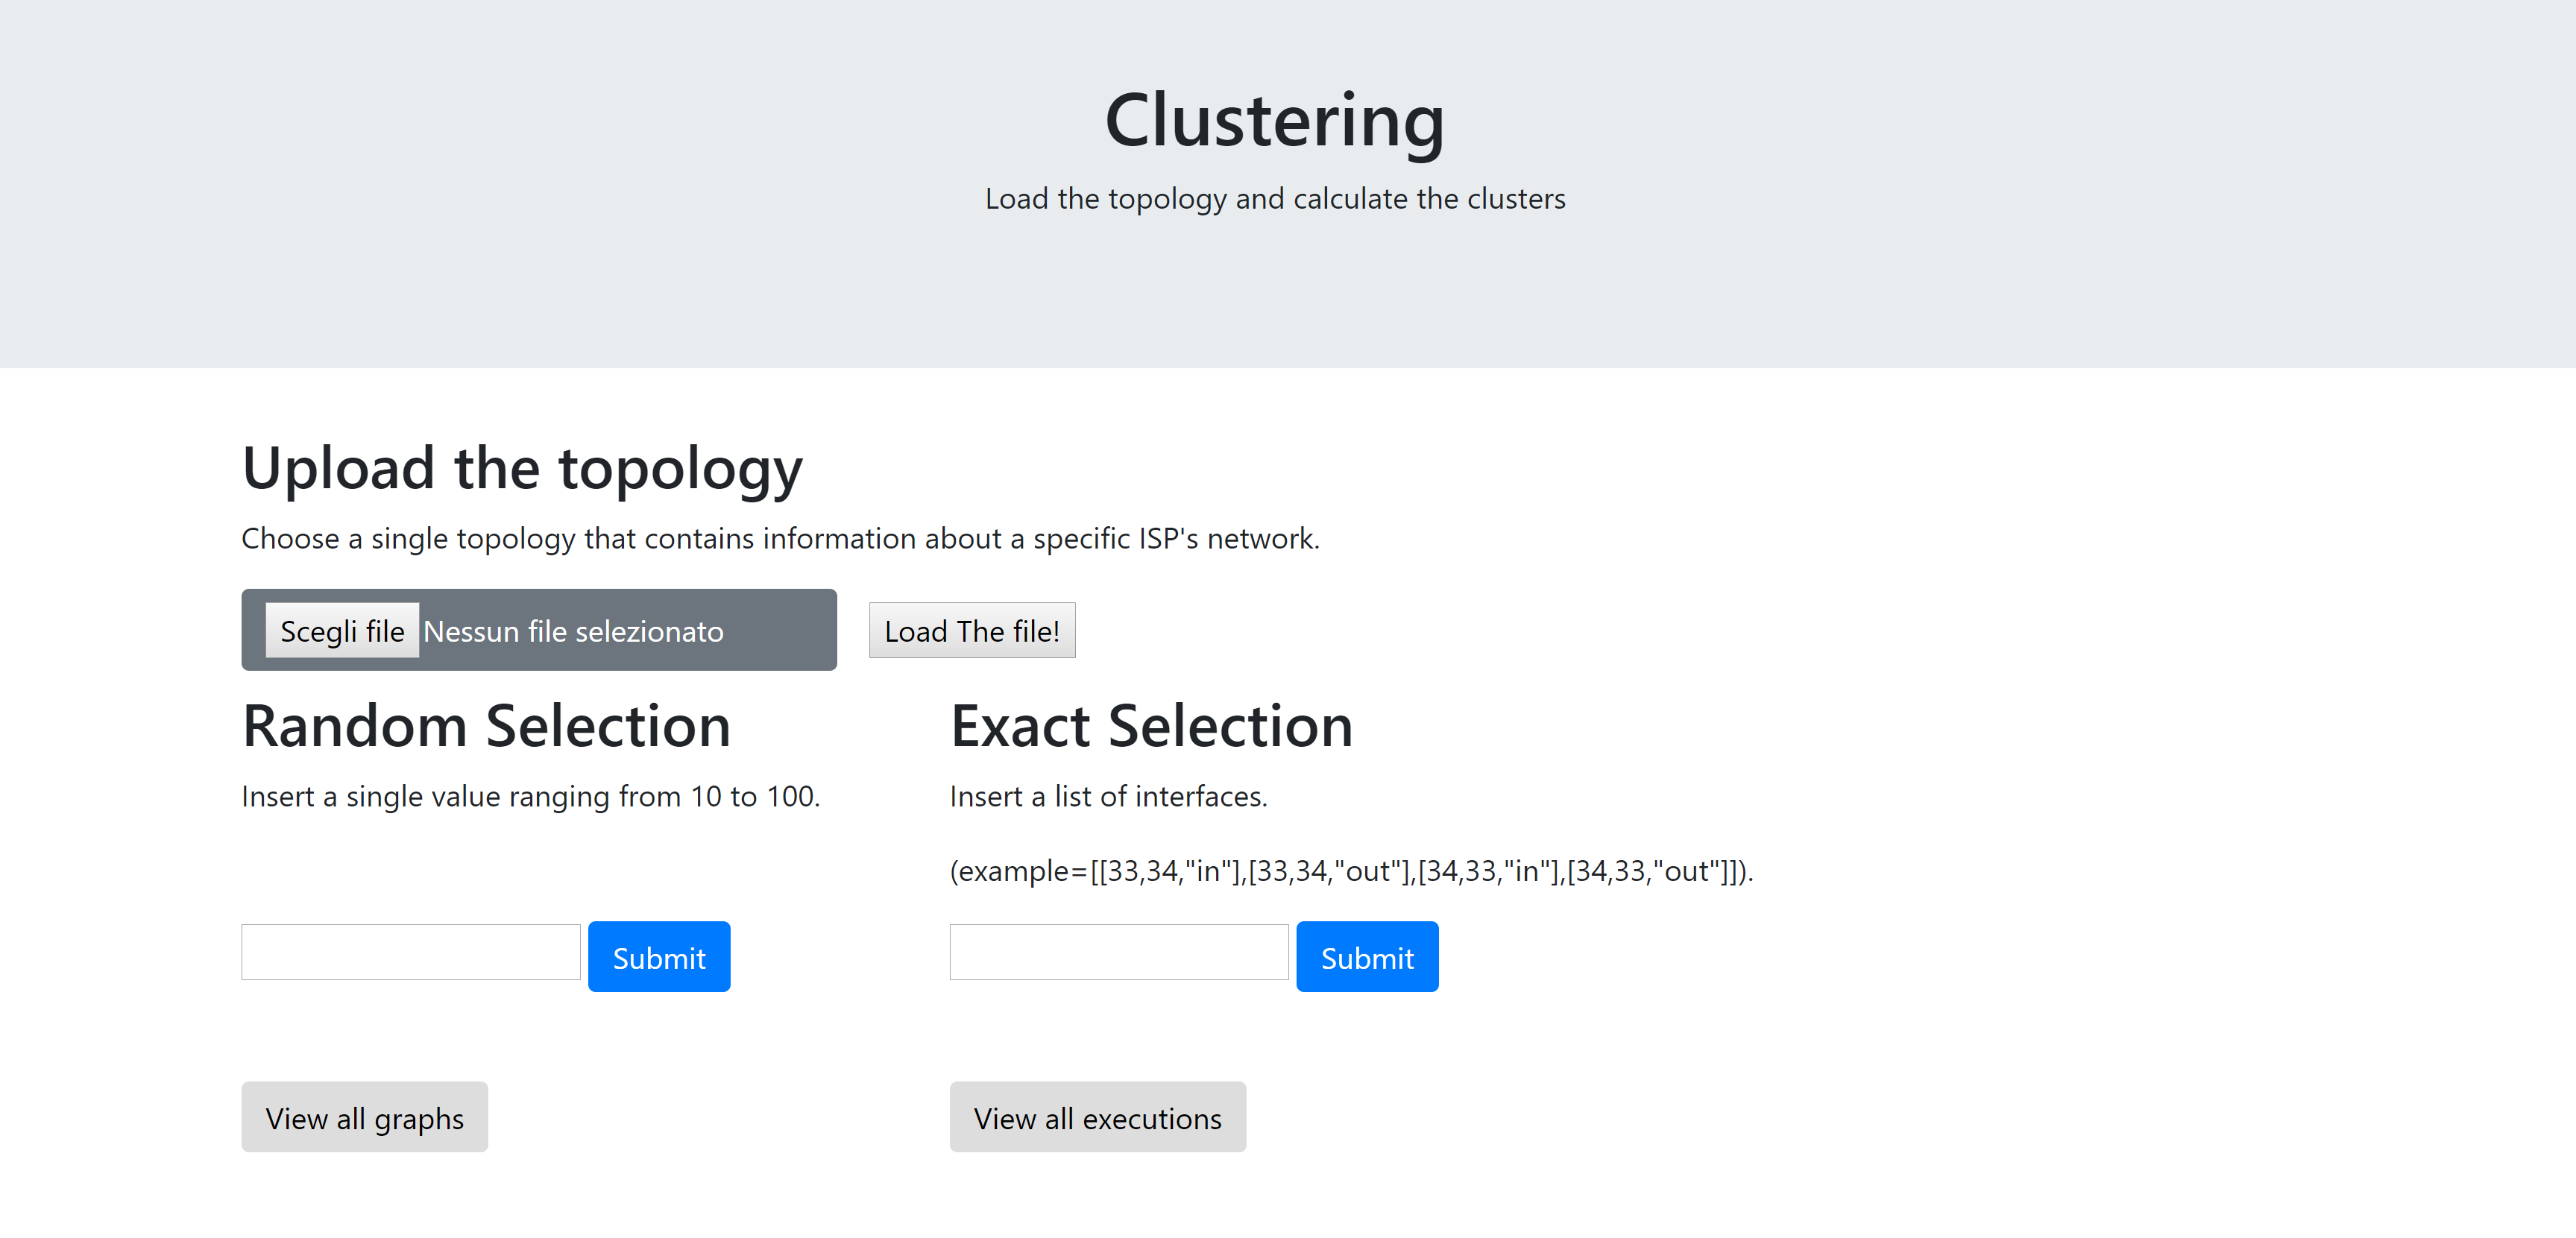 Clustering
Load the topology and calculate the clusters
Upload the topology
Choose a single topology that contains information about a specific ISP's network.
Scegli file Nessun file selezionato
Load The file!
Random Selection
Insert a single value ranging from 10 to 100.
Submit
Exact Selection
Insert a list of interfaces.
(example=[[33,34,"in"],[33,34,"out"],[34,33,"in"],[34,33,"out"]]).
Submit
View all graphs
View all executions